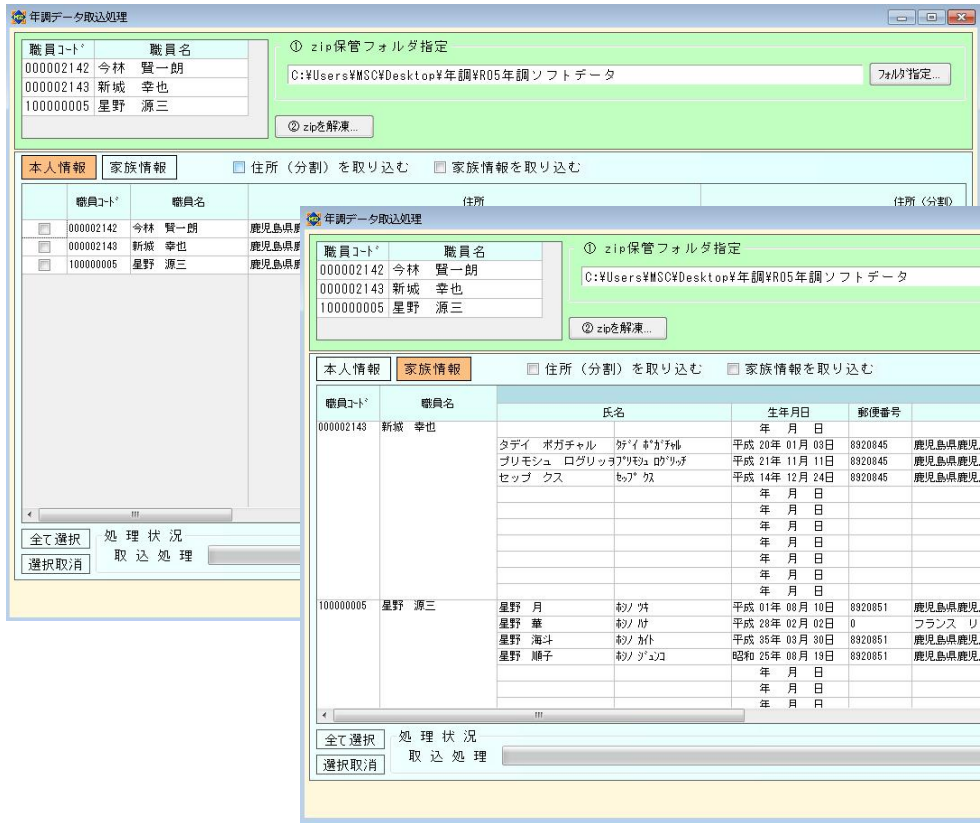 年調データ取込処理
職員コード 職員名
000002142 今林 賢一朗
000002143 新城 幸也
100000005 星野 源三
① zip保管フォルダ指定
C:¥Users¥MSC¥Desktop¥年調¥R05年調ソフトデータ
フォルダ指定...
② zipを解凍...
本人情報 家族情報 住所（分割）を取り込む 家族情報を取り込む
職員コード 職員名 住所 住所（分割）
000002142 今林 賢一朗 鹿児島県
000002143 新城 幸也 鹿児島県
100000005 星野 源三 鹿児島県
全て選択
選択取消
処理状況
取込処理
年調データ取込処理
職員コード 職員名
000002142 今林 賢一朗
000002143 新城 幸也
100000005 星野 源三
① zip保管フォルダ指定
C:¥Users¥MSC¥Desktop¥年調¥R05年調ソフトデータ
② zipを解凍...
本人情報 家族情報 住所（分割）を取り込む 家族情報を取り込む
職員コード 職員名 氏名 生年月日 郵便番号
000002143 新城 幸也 年 月 日
タデイ ポガチャル ﾀﾃﾞｲ ﾎﾟｶﾞﾁｬﾙ 平成 20年 01月 03日 8920845 鹿児島県鹿児島
プリモシュ ログリッヂ ﾌﾟﾘﾓｼｭ ﾛｸﾞﾘｯﾁ 平成 21年 11月 11日 8920845 鹿児島県鹿児島
セップ クス ｾｯﾌﾟ ｸｽ 平成 14年 12月 24日 8920845 鹿児島県鹿児島
年 月 日
年 月 日
年 月 日
年 月 日
年 月 日
年 月 日
年 月 日
100000005 星野 源三 星野 月 ﾎｼﾉ ﾂｷ 平成 01年 08月 10日 8920851 鹿児島県鹿児島
星野 華 ﾎｼﾉ ﾊﾅ 平成 28年 02月 02日 0 フランス リ
星野 海斗 ﾎｼﾉ ｶｲﾄ 平成 35年 03月 30日 8920851 鹿児島県鹿児島
星野 順子 ﾎｼﾉ ｼﾞｭﾝｺ 昭和 25年 08月 19日 8920851 鹿児島県鹿児島
年 月 日
年 月 日
年 月 日
全て選択
選択取消
処理状況
取込処理